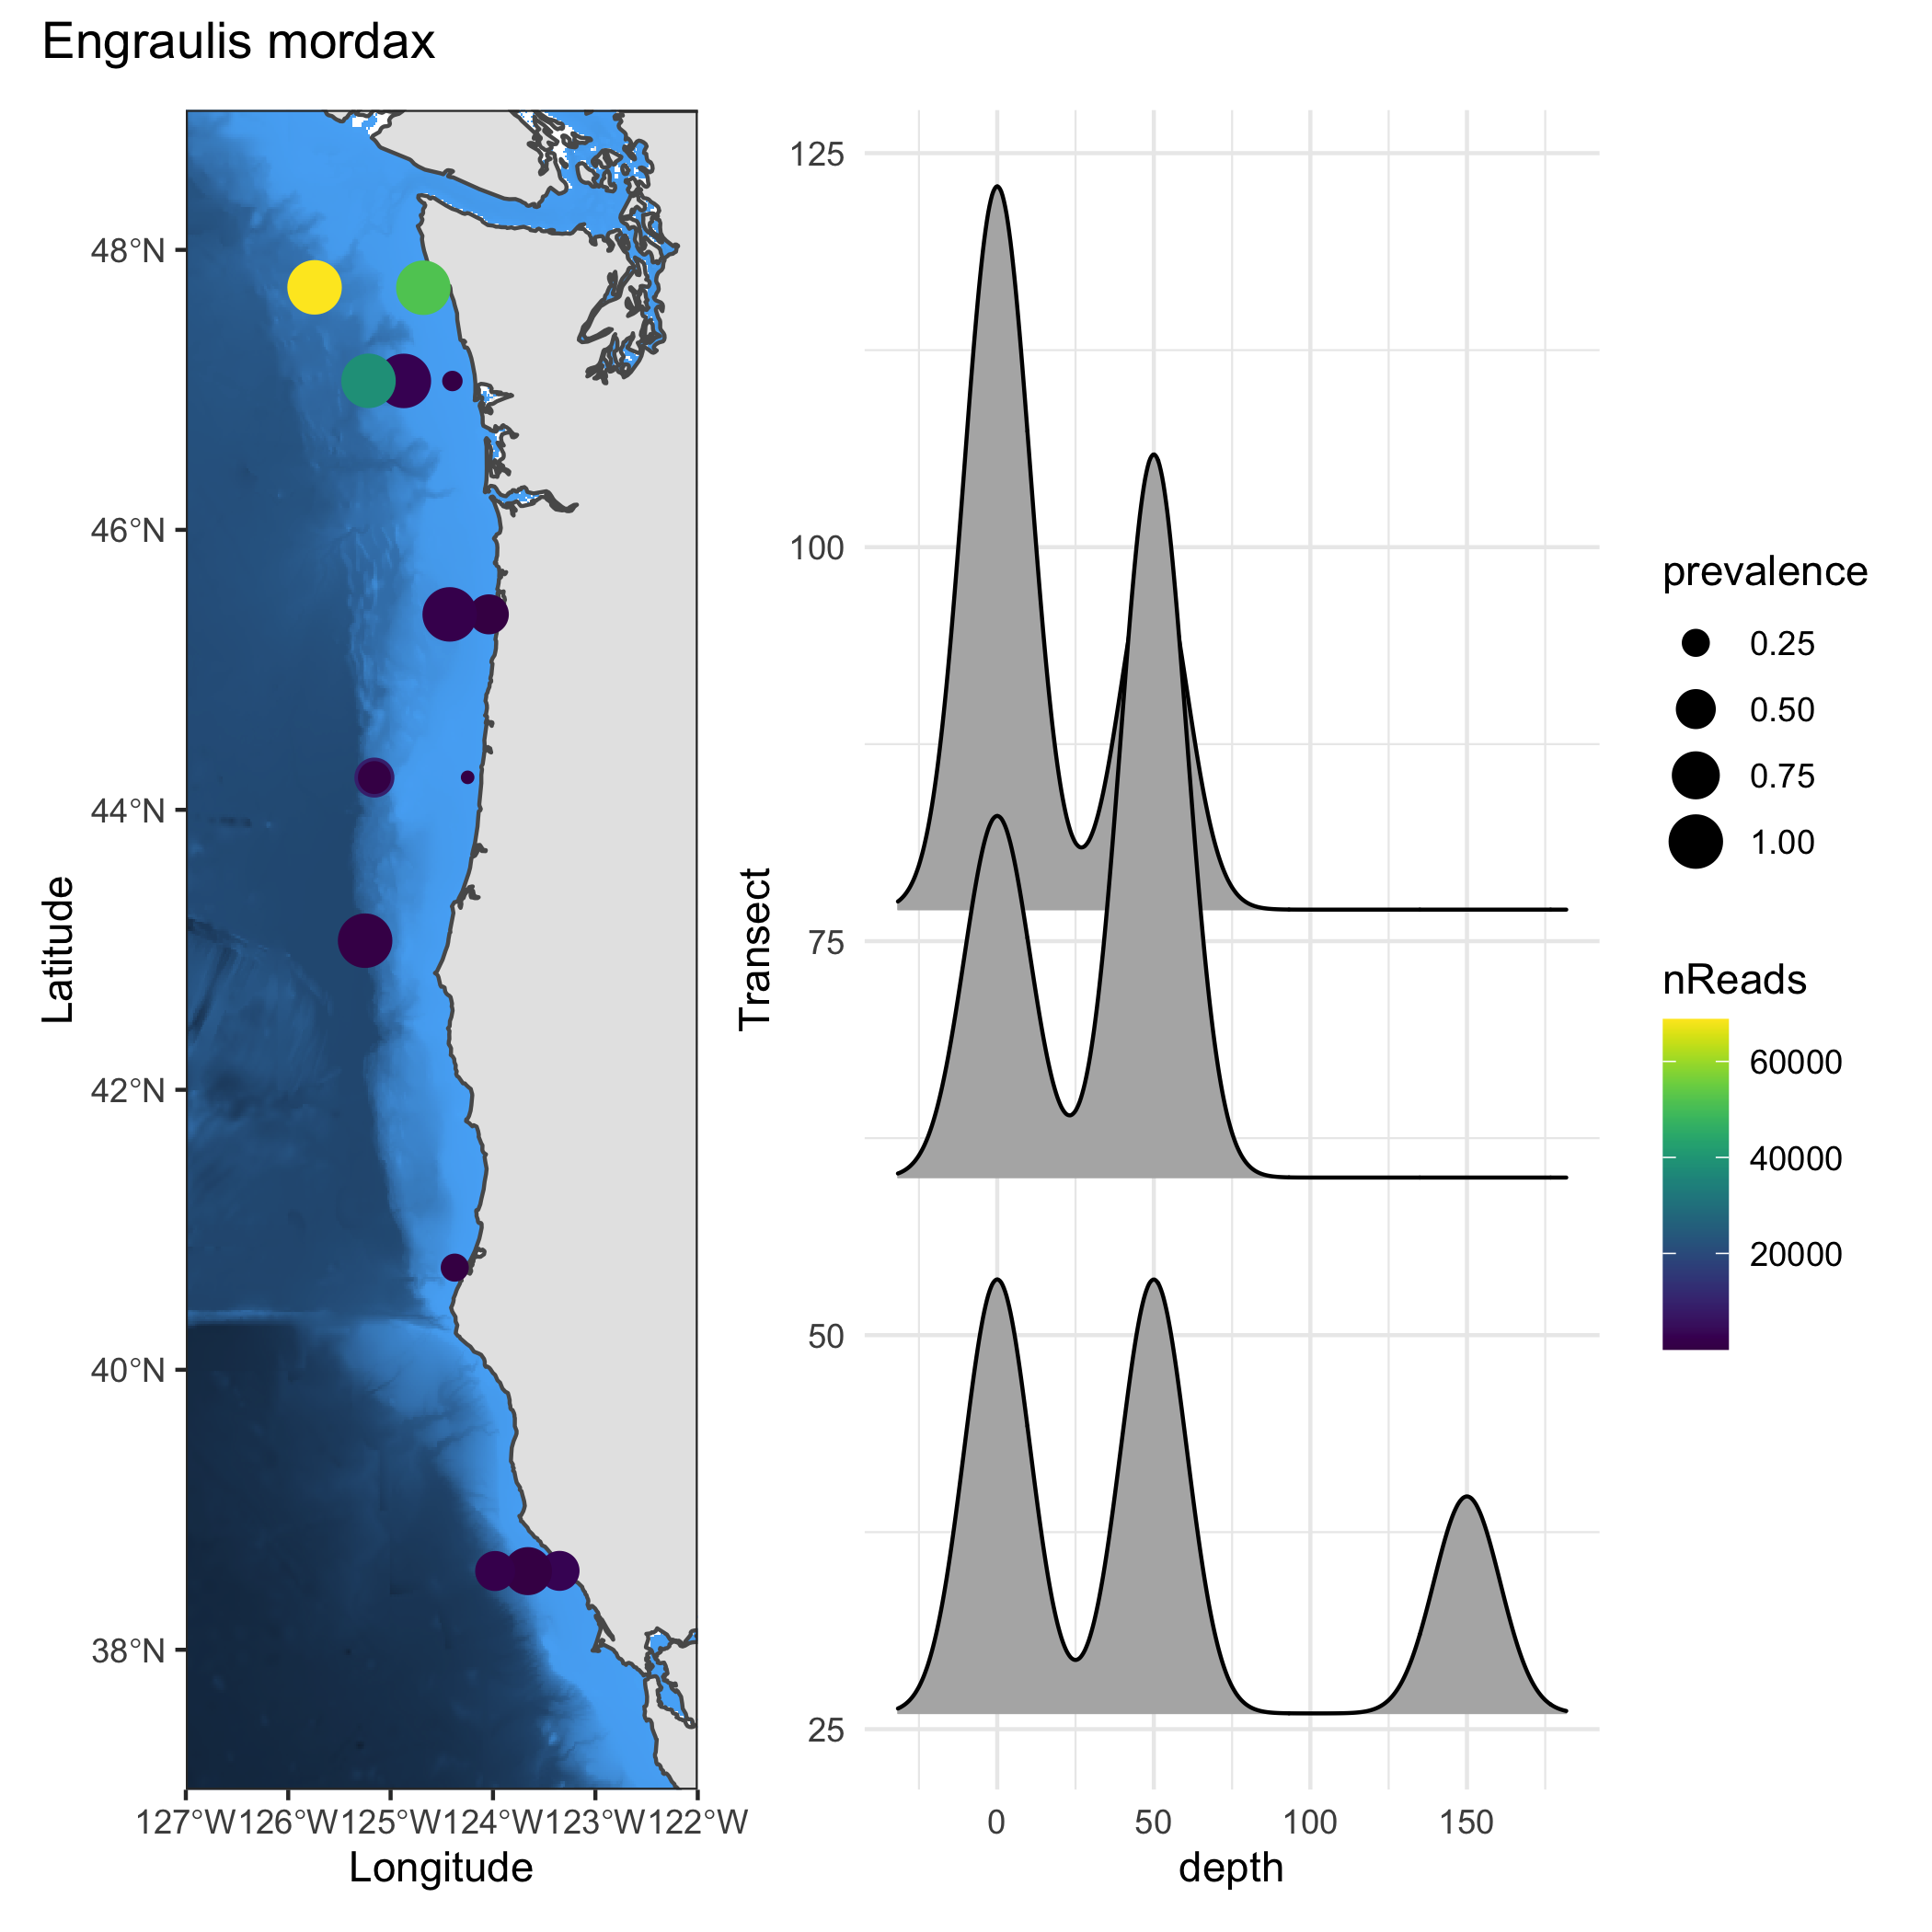 Engraulis mordax
48°N
46°N
44°N
42°N
40°N
38°N
Latitude
127°W
126°W
125°W
124°W
123°W
122°W
Longitude
125
100
75
50
25
Transect
0
50
100
150
depth
prevalence
0.25
0.50
0.75
1.00
nReads
60000
40000
20000